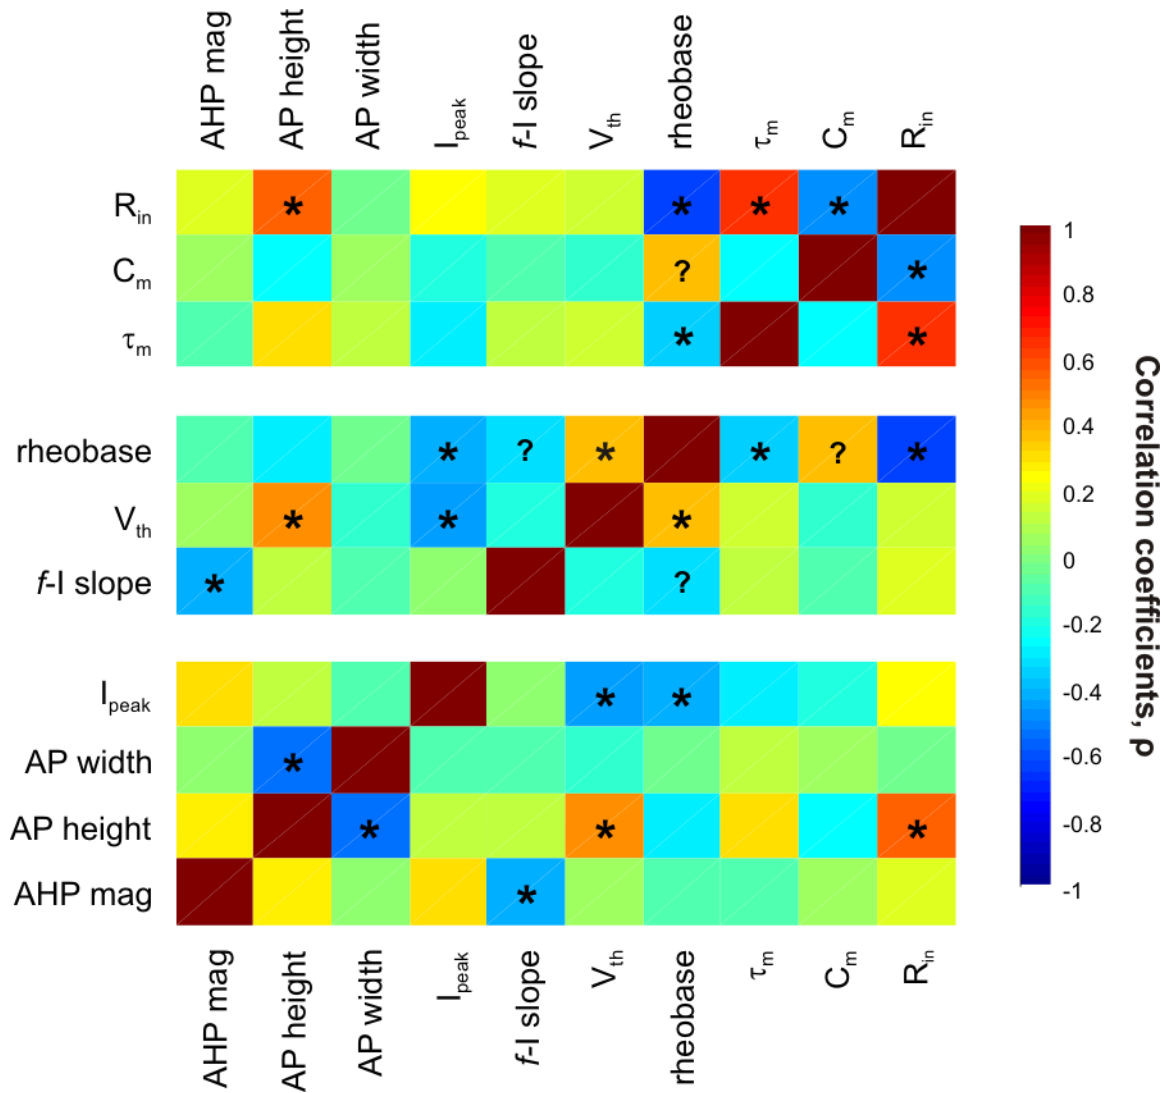 AHP mag AP height AP width Ipeak f-I slope Vth rheobase τm Cm Rin
Rin * * * *
Cm ? *
τm * *
rheobase * ? * * ? *
Vth * * *
f-I slope * ?
Ipeak * *
AP width *
AP height * * *
AHP mag *
AHP mag AP height AP width Ipeak f-I slope Vth rheobase τm Cm Rin
1
0.8
0.6
0.4
0.2
0
-0.2
-0.4
-0.6
-0.8
-1
Correlation coefficients, ρ